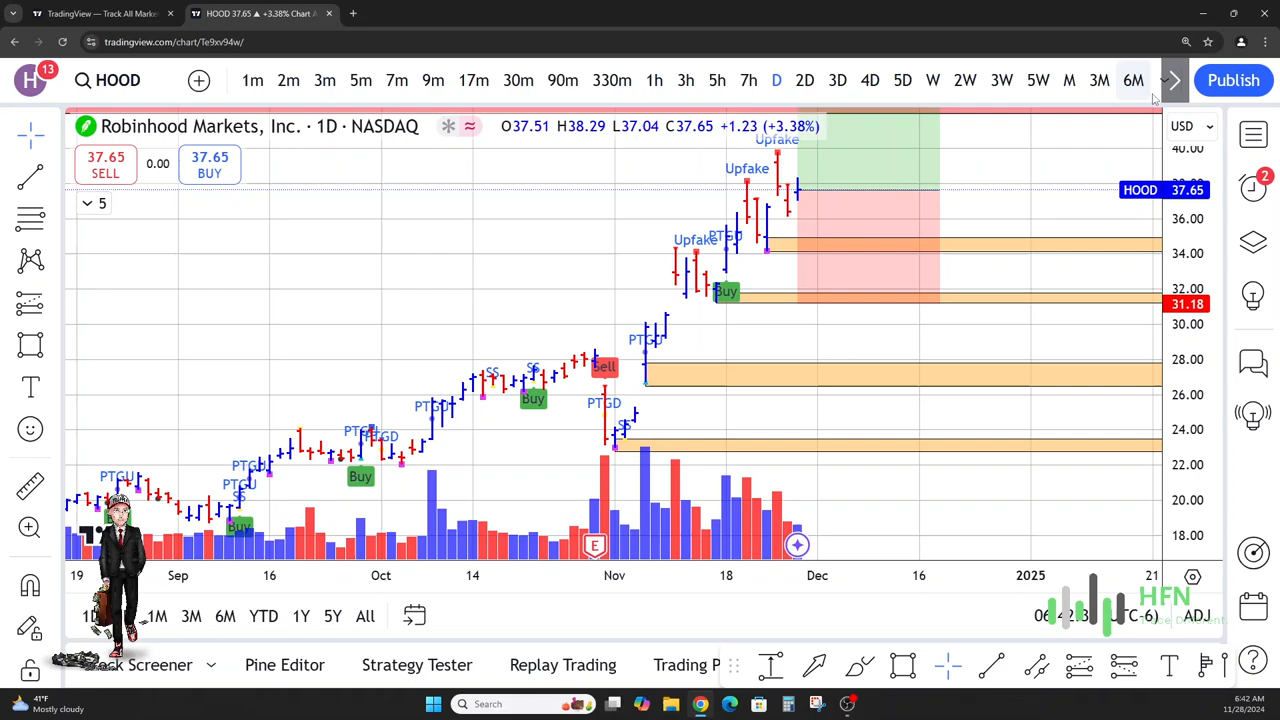 TradingView — Track All Market
HOOD 37.65 ▲ +3.38% Chart A
tradingview.com/chart/Te9xv94w/
H
13
HOOD
1m 2m 3m 5m 7m 9m 17m 30m 90m 330m 1h 3h 5h 7h D 2D 3D 4D 5D W 2W 3W 5W M 3M 6M
Publish
Robinhood Markets, Inc. · 1D · NASDAQ
O37.51 H38.29 L37.04 C37.65 +1.23 (+3.38%)
USD
37.65
SELL
0.00
37.65
BUY
5
40.00
HOOD 37.65
36.00
34.00
32.00
31.18
30.00
28.00
26.00
24.00
22.00
20.00
18.00
2
Upfake
Upfake
Upfake
PTGU
Buy
PTGU
Sell
PTGD
SS
SS
SS
Buy
PTGU
PTGD
Buy
PTGU
PTGU
SS
Buy
PTGU
E
19 Sep 16 Oct 14 Nov 18 Dec 16 2025 21
HFN
1M 3M 6M YTD 1Y 5Y All
ADJ
Screener
Pine Editor
Strategy Tester
Replay Trading
Trading P
41°F
Mostly cloudy
Search
6:42 AM
11/28/2024